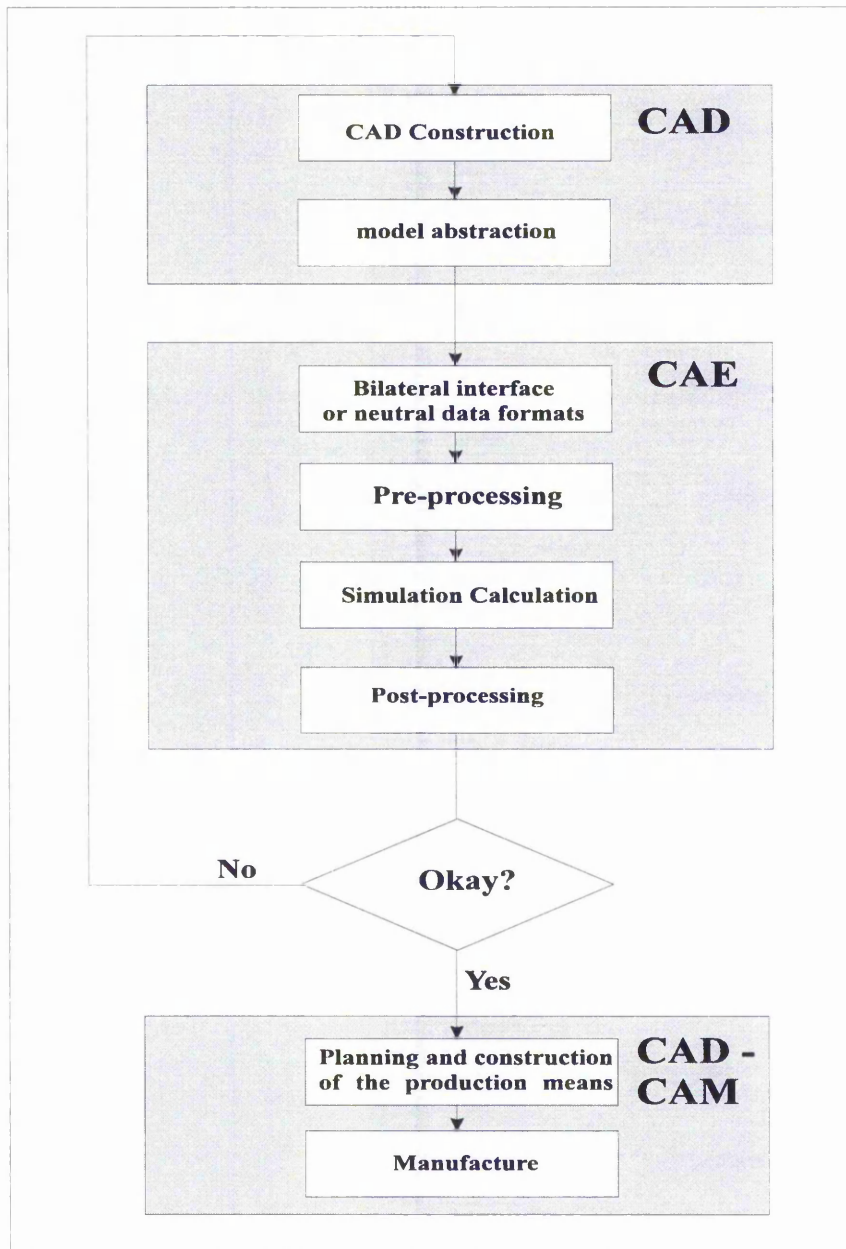 CAD
CAD Construction
model abstraction
CAE
Bilateral interface
or neutral data formats
Pre-processing
Simulation Calculation
Post-processing
No
Okay?
Yes
Planning and construction
of the production means
CAD -
CAM
Manufacture